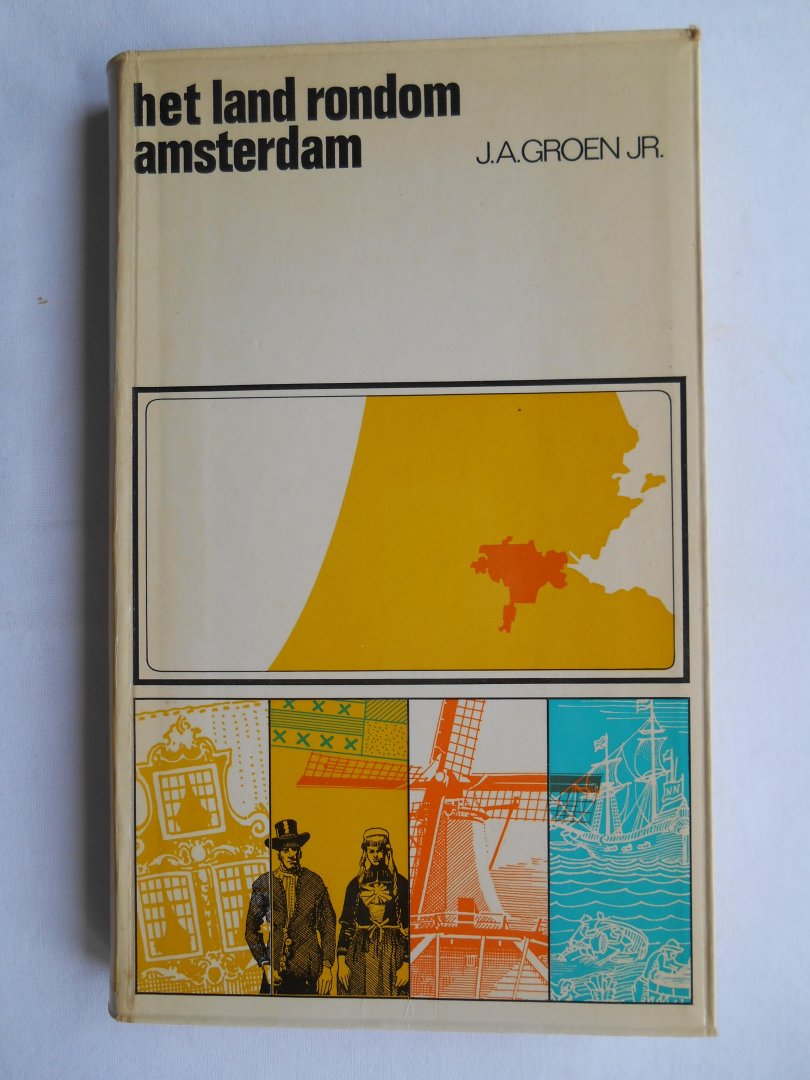 het land rondom
amsterdam
J.A.GROEN JR.